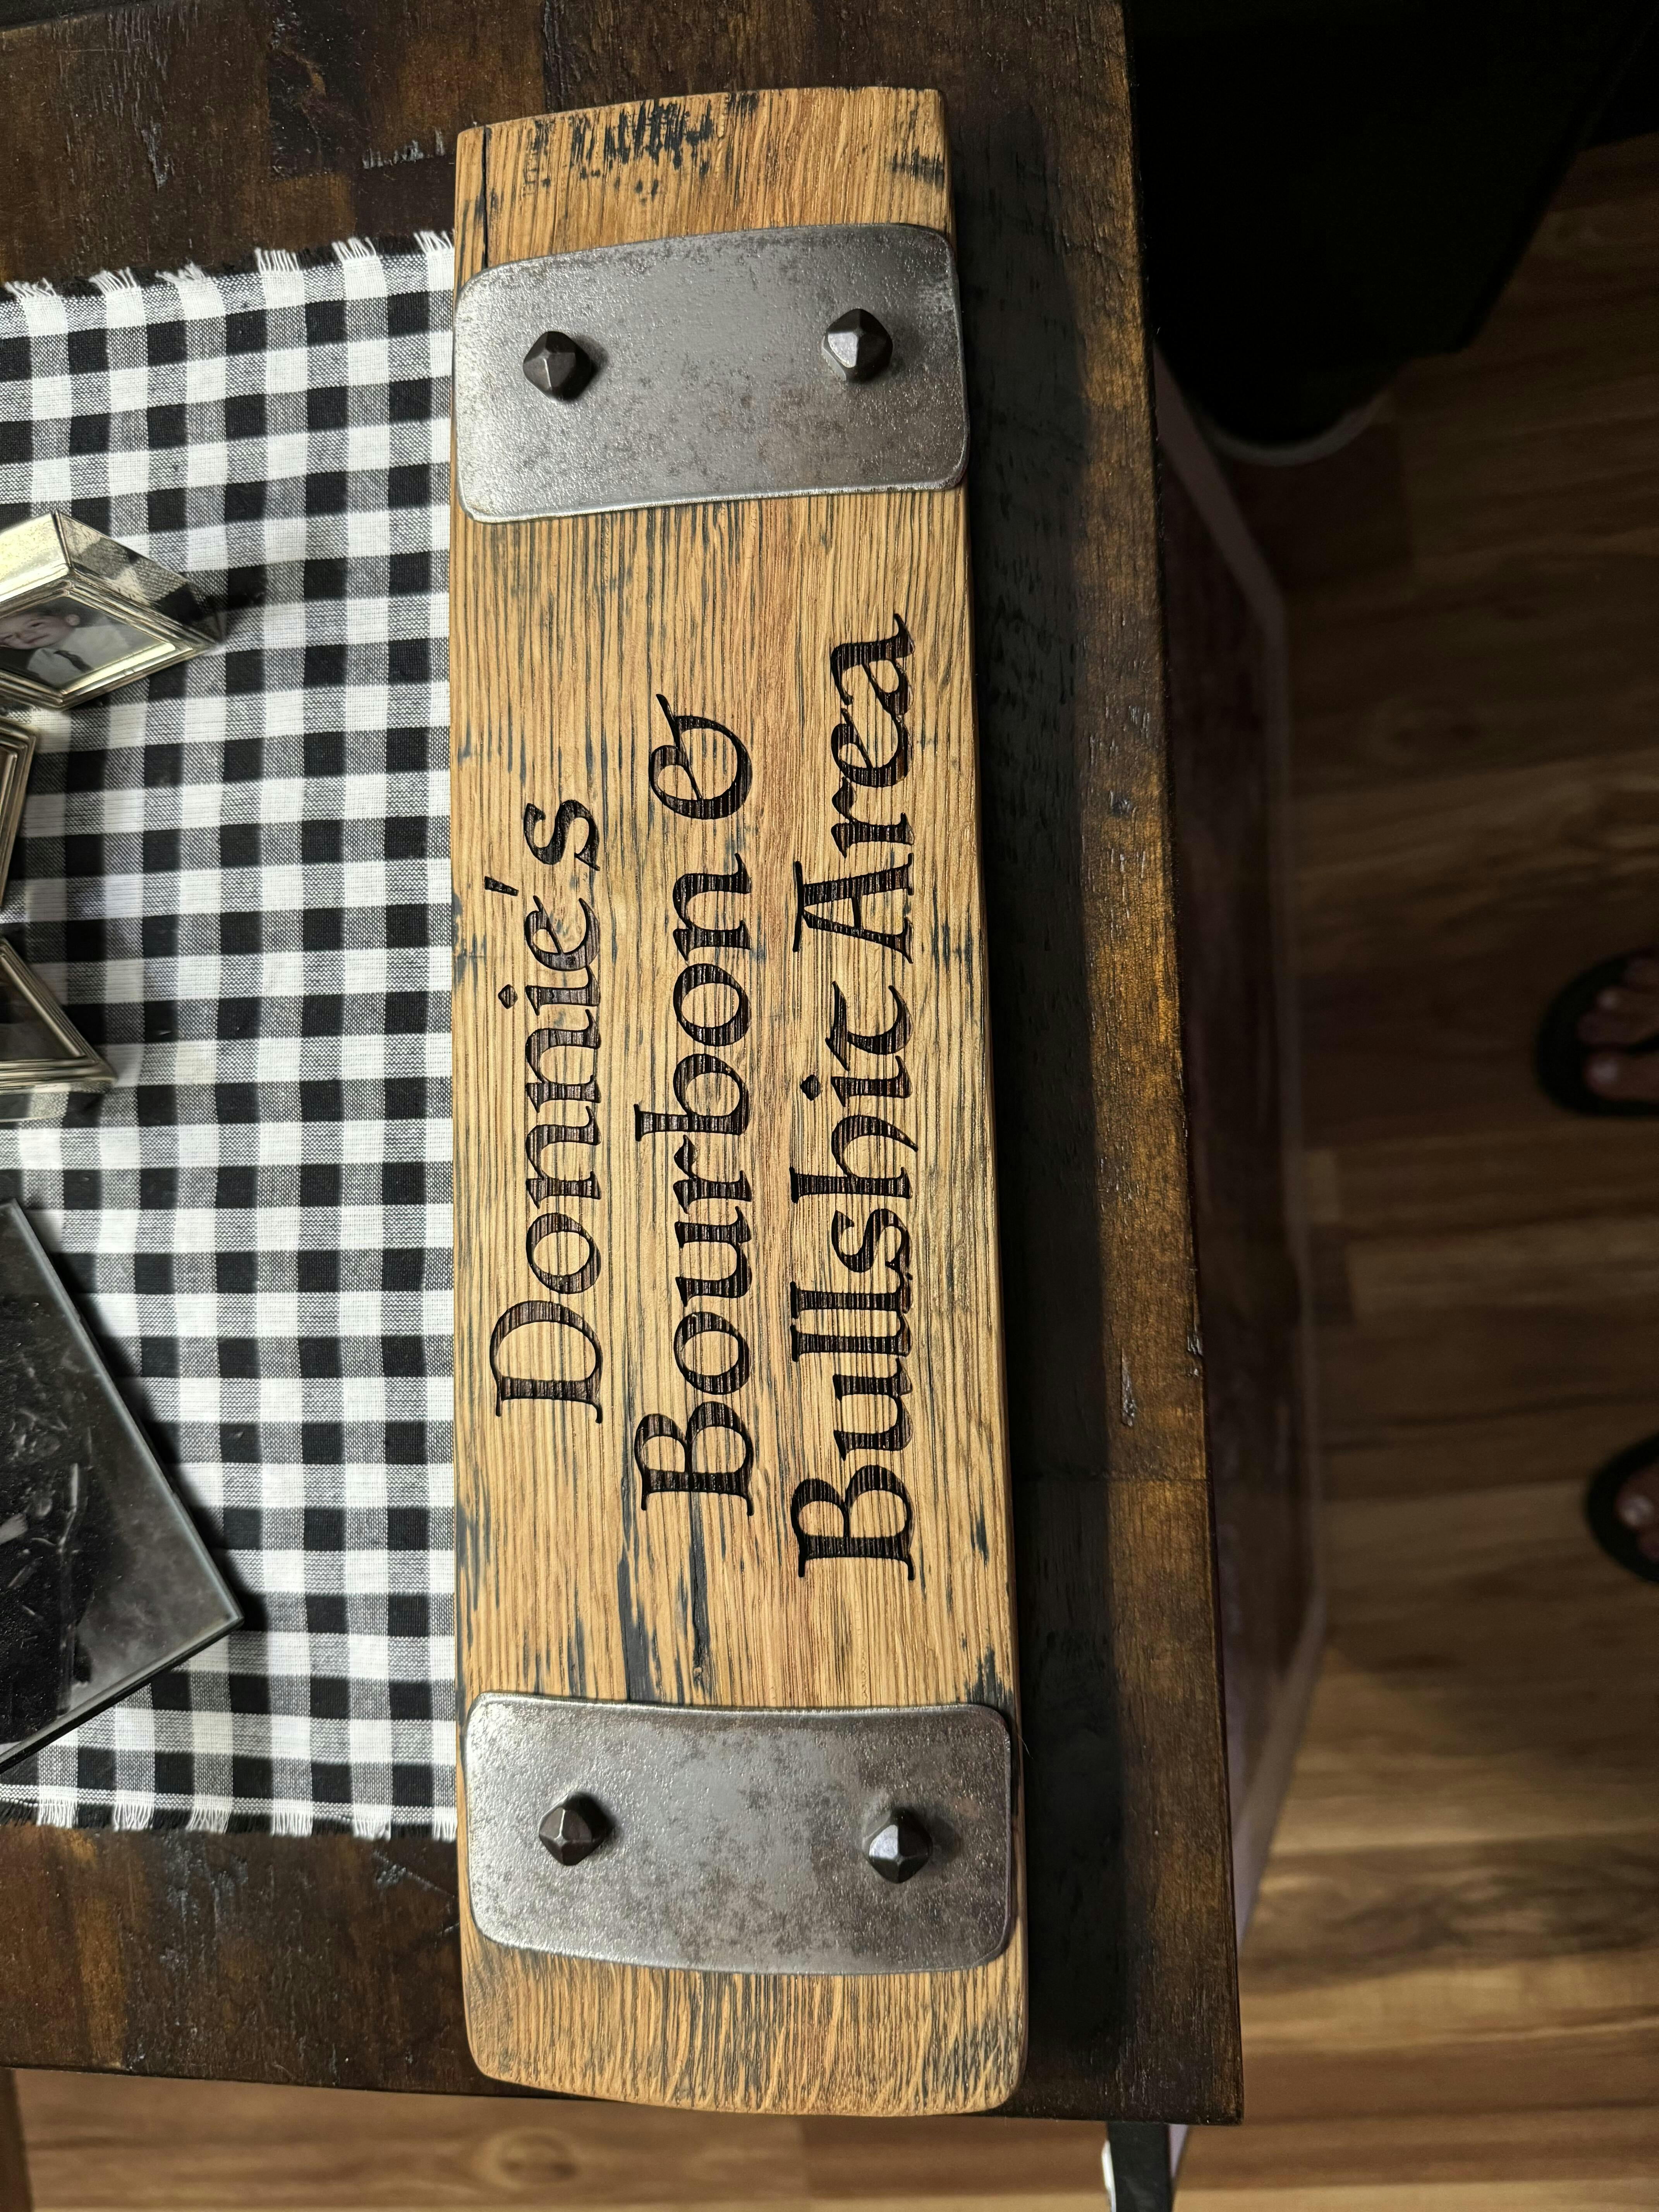 Donnie's
Bourbon &
Bullshit Area